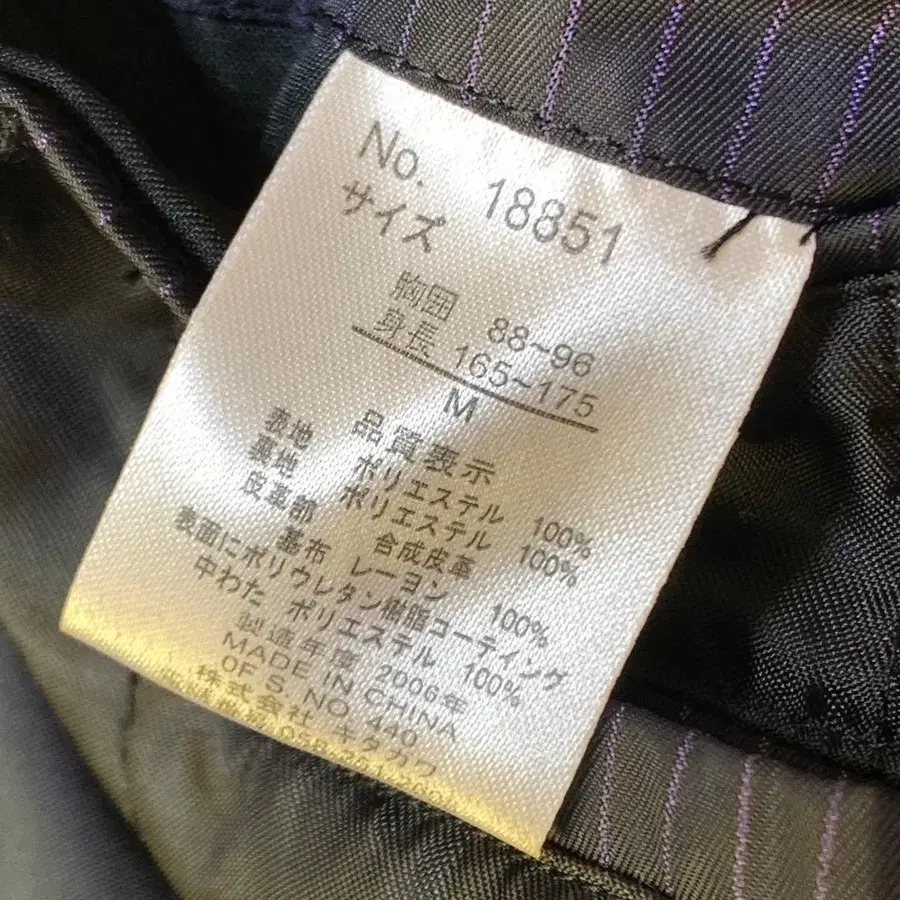 No. 18851
サイズ
胸囲 88~96
身長 165~175
M
品質表示
表地 ポリエステル 100%
裏地 ポリエステル 100%
皮革部 合成皮革
基布 レーヨン 100%
表面にポリウレタン樹脂コーティング
中わた ポリエステル 100%
製造年度 2006年
MADE IN CHINA
OF S. NO. 440
株式会社 キタカワ